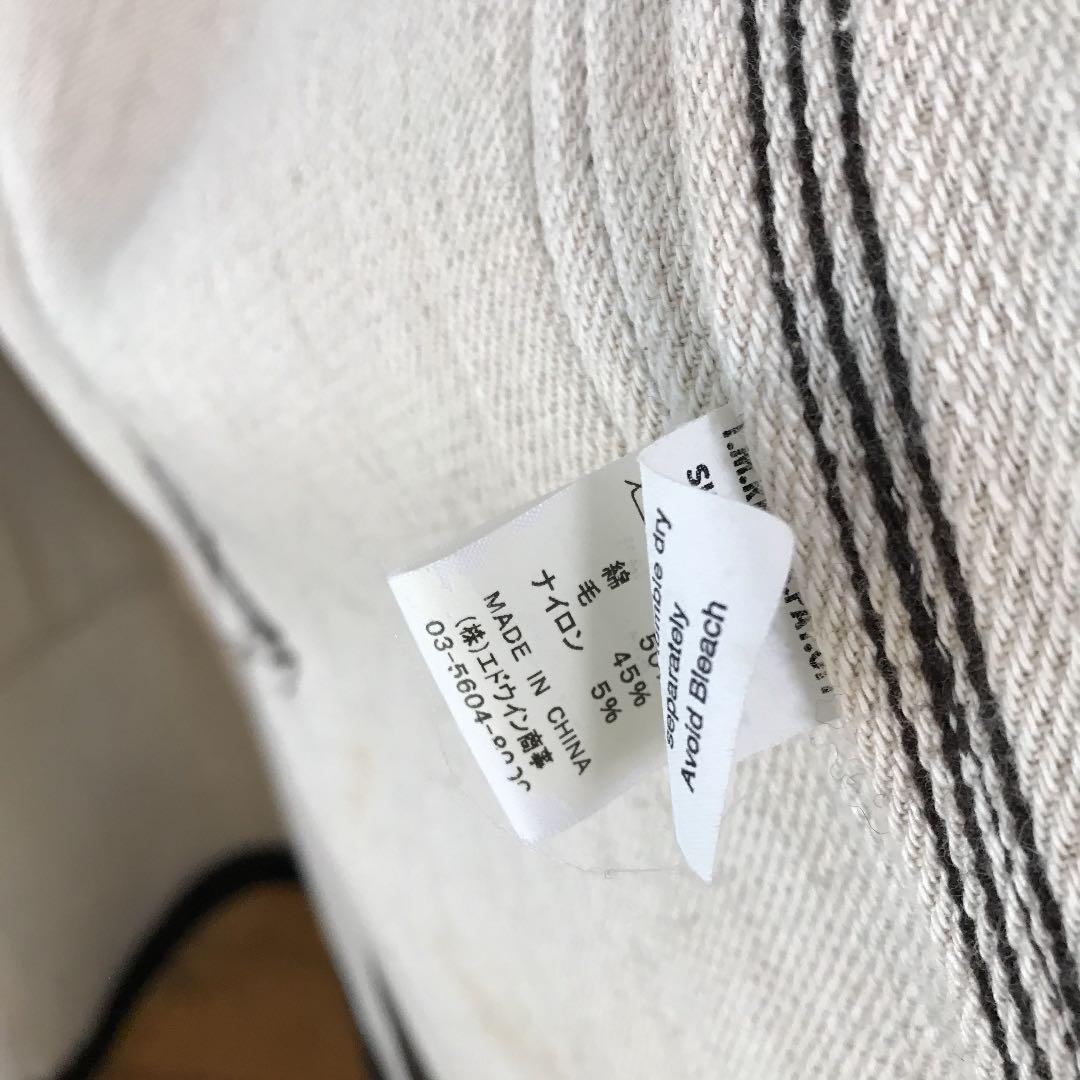 綿
毛 45%
ナイロン 5%
MADE IN CHINA
(株)エドウイン商事
03-5604-
dry
separately
Avoid Bleach